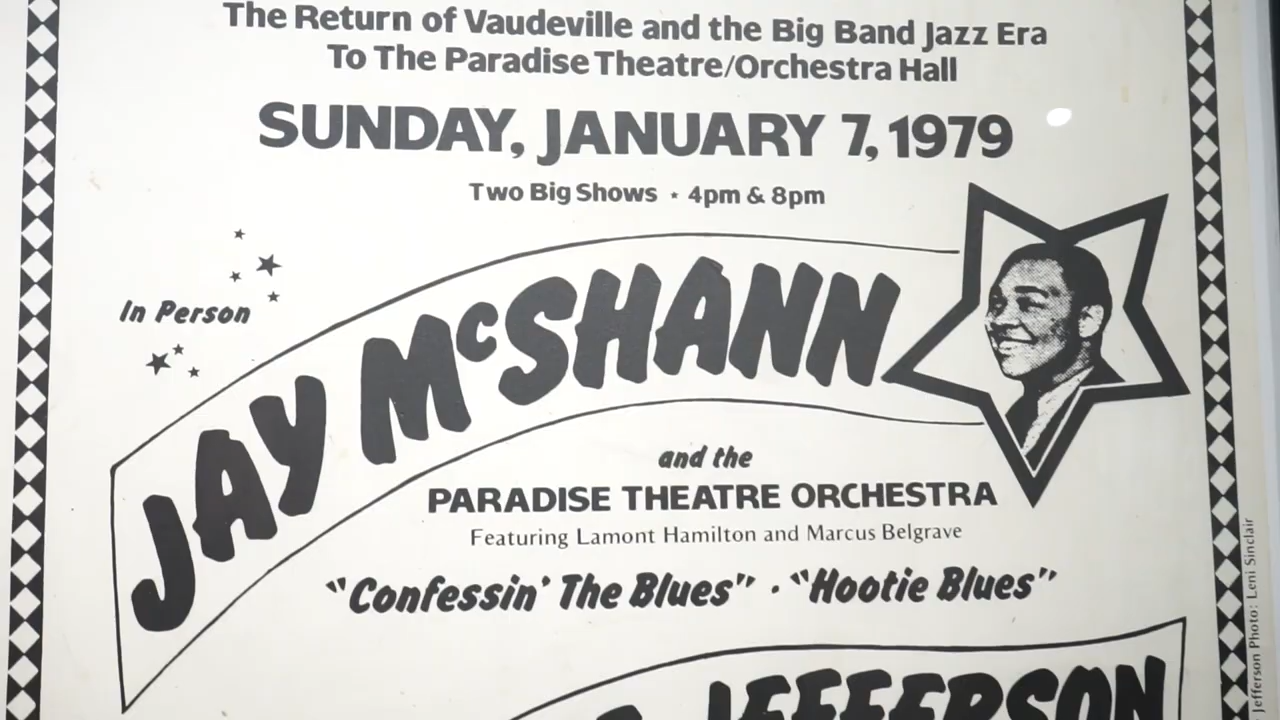 The Return of Vaudeville and the Big Band Jazz Era
To The Paradise Theatre/Orchestra Hall
SUNDAY, JANUARY 7, 1979
Two Big Shows ⋆ 4pm & 8pm
In Person
JAY McSHANN
and the
PARADISE THEATRE ORCHESTRA
Featuring Lamont Hamilton and Marcus Belgrave
"Confessin' The Blues" · "Hootie Blues"
JEFFERSON
Jefferson Photo: Leni Sinclair